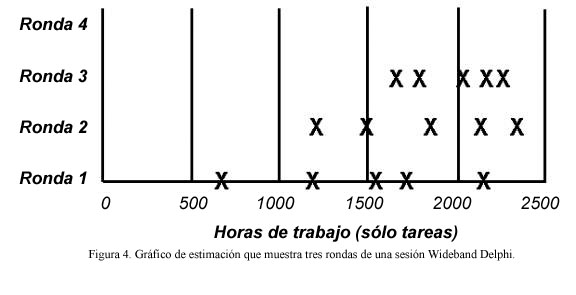 Ronda 4
Ronda 3
X X X X X
Ronda 2
X X X X X
Ronda 1
X X X X X
0 500 1000 1500 2000 2500
Horas de trabajo (sólo tareas)
Figura 4. Gráfico de estimación que muestra tres rondas de una sesión Wideband Delphi.